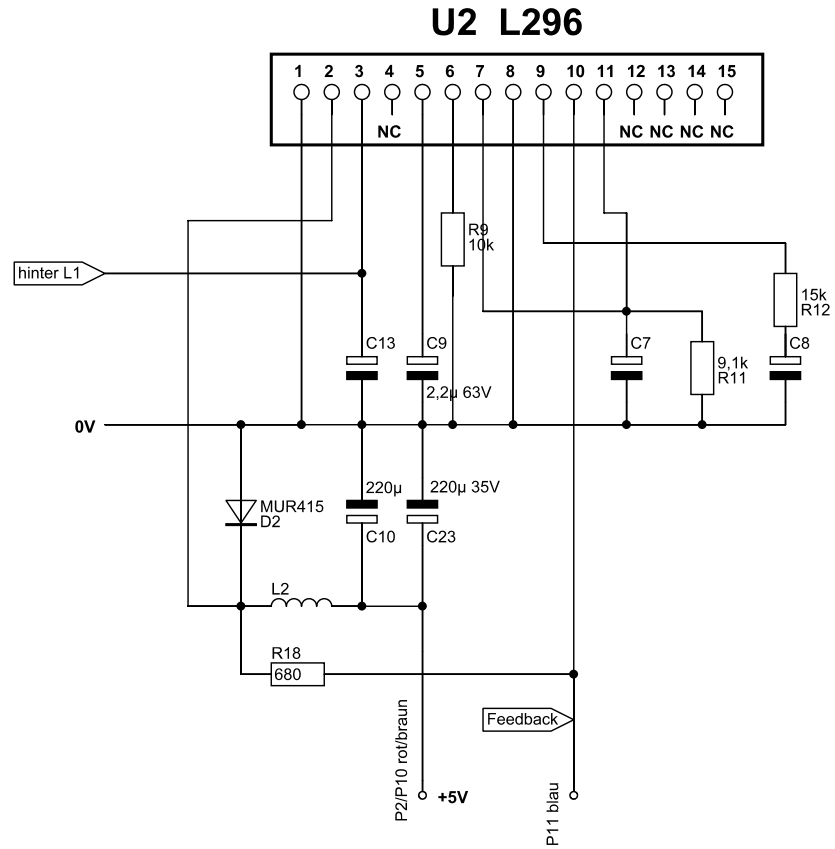 U2 L296
1 2 3 4 5 6 7 8 9 10 11 12 13 14 15
NC NC NC NC NC
R9
10k
hinter L1
15k
R12
C13 C9 C7 C8
9,1k
R11
2,2µ 63V
0V
220µ 220µ 35V
MUR415
D2
C10 C23
L2
R18
680
P2/P10 rot/braun
Feedback
+5V
P11 blau